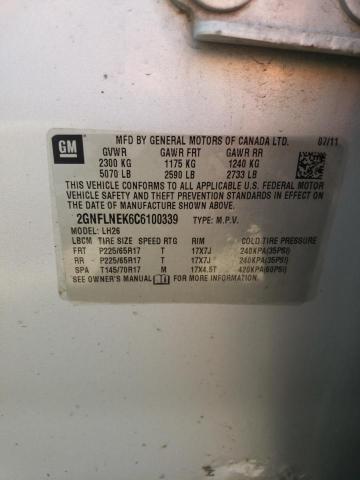 GM
MFD BY GENERAL MOTORS OF CANADA LTD. 07/11
GVWR GAWR FRT GAWR RR
2300 KG 1175 KG 1240 KG
5070 LB 2590 LB 2733 LB
THIS VEHICLE CONFORMS TO ALL APPLICABLE U.S. FEDERAL MOTOR
VEHICLE SAFETY AND THEFT PREVENTION STANDARDS IN EFFECT ON
THE DATE OF MANUFACTURE SHOWN ABOVE.
2GNFLNEK6C6100339 TYPE: M.P.V.
MODEL: LH26
LBCM TIRE SIZE SPEED RTG RIM COLD TIRE PRESSURE
FRT P225/65R17 T 17X7J 240KPA(35PSI)
RR P225/65R17 T 17X7J 240KPA(35PSI)
SPA T145/70R17 M 17X4.5T 420KPA(60PSI)
SEE OWNER'S MANUAL FOR MORE INFORMATION